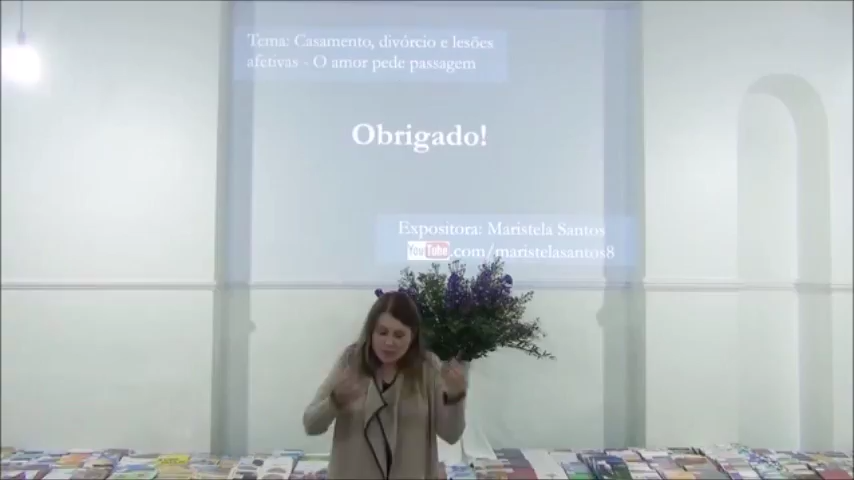 Tema: Casamento, divórcio e lesões
afetivas - O amor pede passagem
Obrigado!
Expositora: Maristela Santos
YouTube.com/maristelasantos8